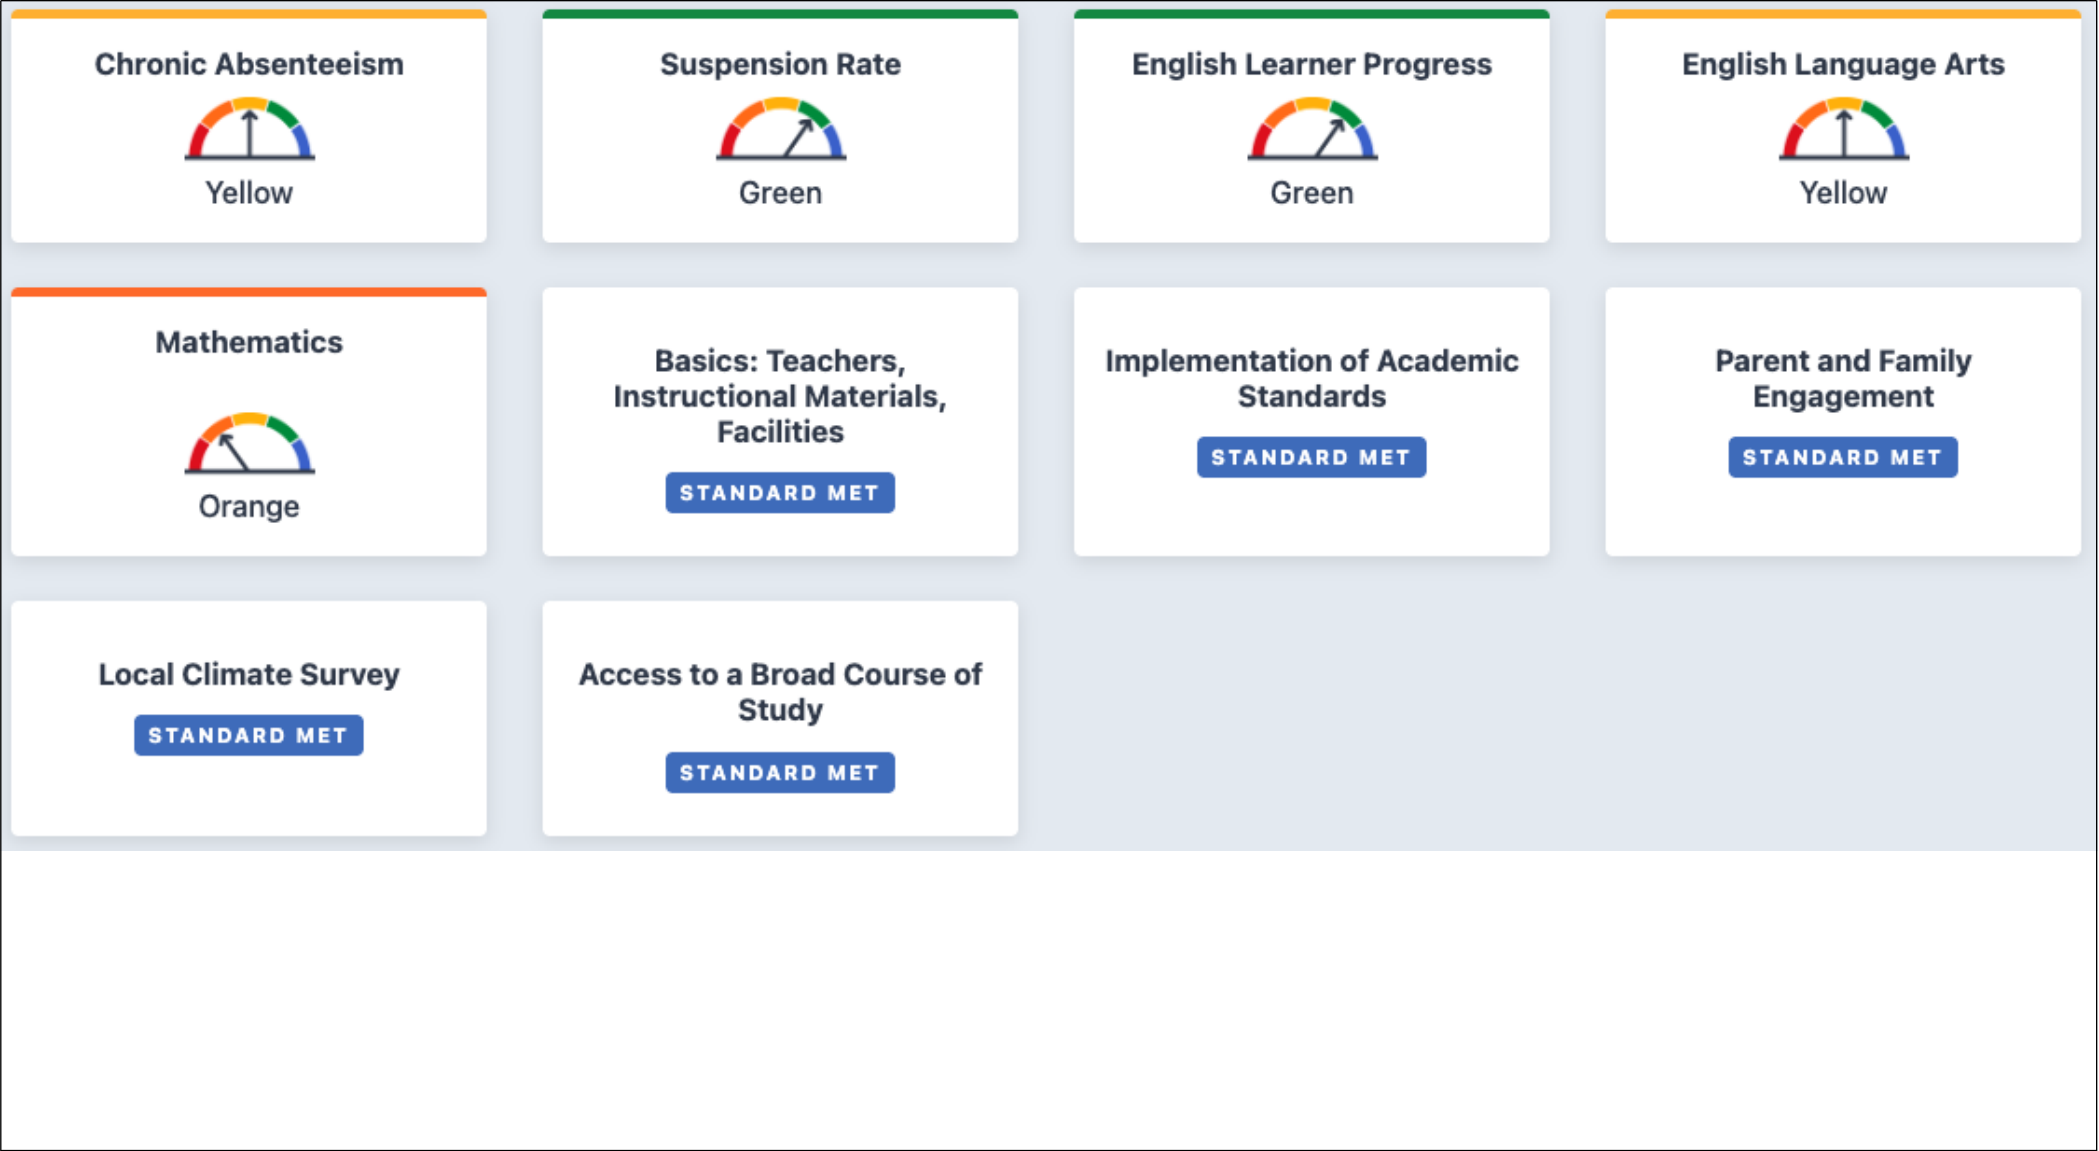 Chronic Absenteeism
Yellow
Suspension Rate
Green
English Learner Progress
Green
English Language Arts
Yellow
Mathematics
Orange
Basics: Teachers,
Instructional Materials,
Facilities
STANDARD MET
Implementation of Academic
Standards
STANDARD MET
Parent and Family
Engagement
STANDARD MET
Local Climate Survey
STANDARD MET
Access to a Broad Course of
Study
STANDARD MET